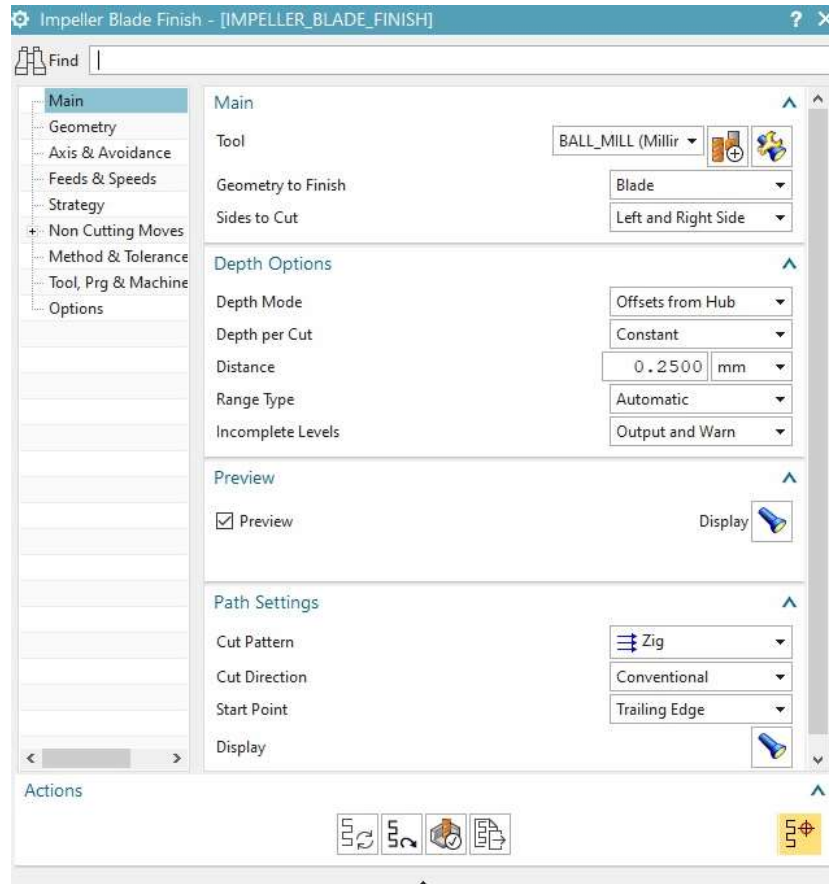 Impeller Blade Finish - [IMPELLER_BLADE_FINISH] ? X
Find
Main
Geometry
Axis & Avoidance
Feeds & Speeds
Strategy
+ Non Cutting Moves
Method & Tolerance
Tool, Prg & Machine
Options
Main
Tool BALL_MILL (Millir
Geometry to Finish Blade
Sides to Cut Left and Right Side
Depth Options
Depth Mode Offsets from Hub
Depth per Cut Constant
Distance 0.2500 mm
Range Type Automatic
Incomplete Levels Output and Warn
Preview
Preview Display
Path Settings
Cut Pattern Zig
Cut Direction Conventional
Start Point Trailing Edge
Display
Actions